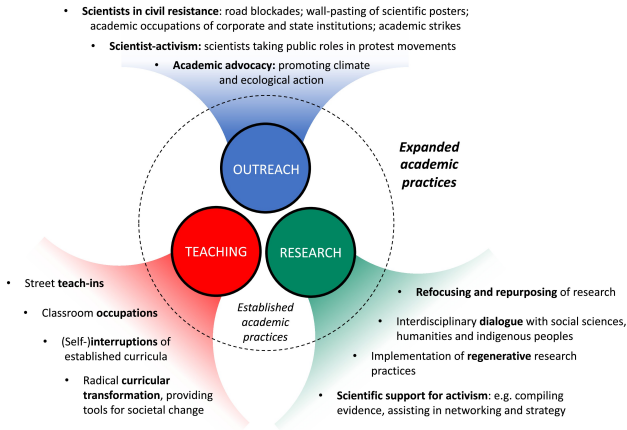 • Scientists in civil resistance: road blockades; wall-pasting of scientific posters;
academic occupations of corporate and state institutions; academic strikes
• Scientist-activism: scientists taking public roles in protest movements
• Academic advocacy: promoting climate
and ecological action
Expanded
academic
practices
OUTREACH
TEACHING
RESEARCH
Established
academic
practices
• Street teach-ins
• Classroom occupations
• (Self-)interruptions of
established curricula
• Radical curricular
transformation, providing
tools for societal change
• Refocusing and repurposing of research
• Interdisciplinary dialogue with social sciences,
humanities and indigenous peoples
• Implementation of regenerative research
practices
• Scientific support for activism: e.g. compiling
evidence, assisting in networking and strategy